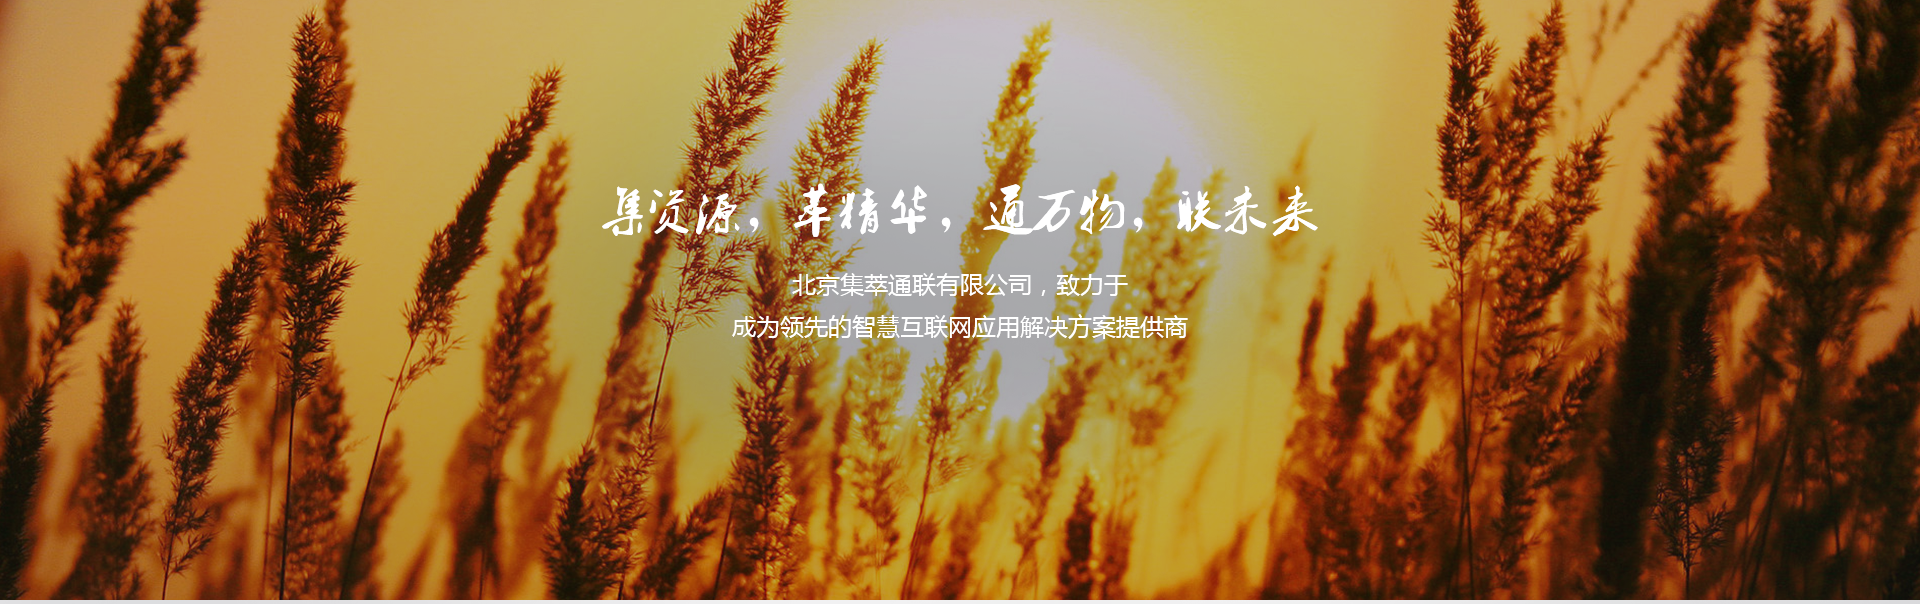 集资源，萃精华，通万物，联未来
北京集萃通联有限公司，致力于
成为领先的智慧互联网应用解决方案提供商